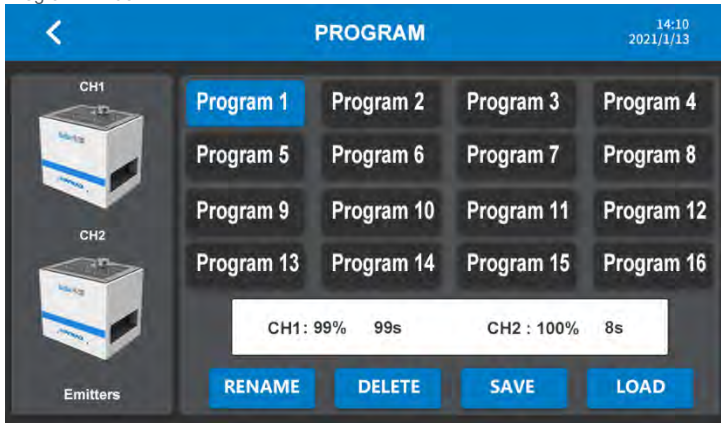 PROGRAM
14:10
2021/1/13
CH1
CH2
Emitters
Program 1 Program 2 Program 3 Program 4
Program 5 Program 6 Program 7 Program 8
Program 9 Program 10 Program 11 Program 12
Program 13 Program 14 Program 15 Program 16
CH1: 99% 99s CH2 : 100% 8s
RENAME DELETE SAVE LOAD